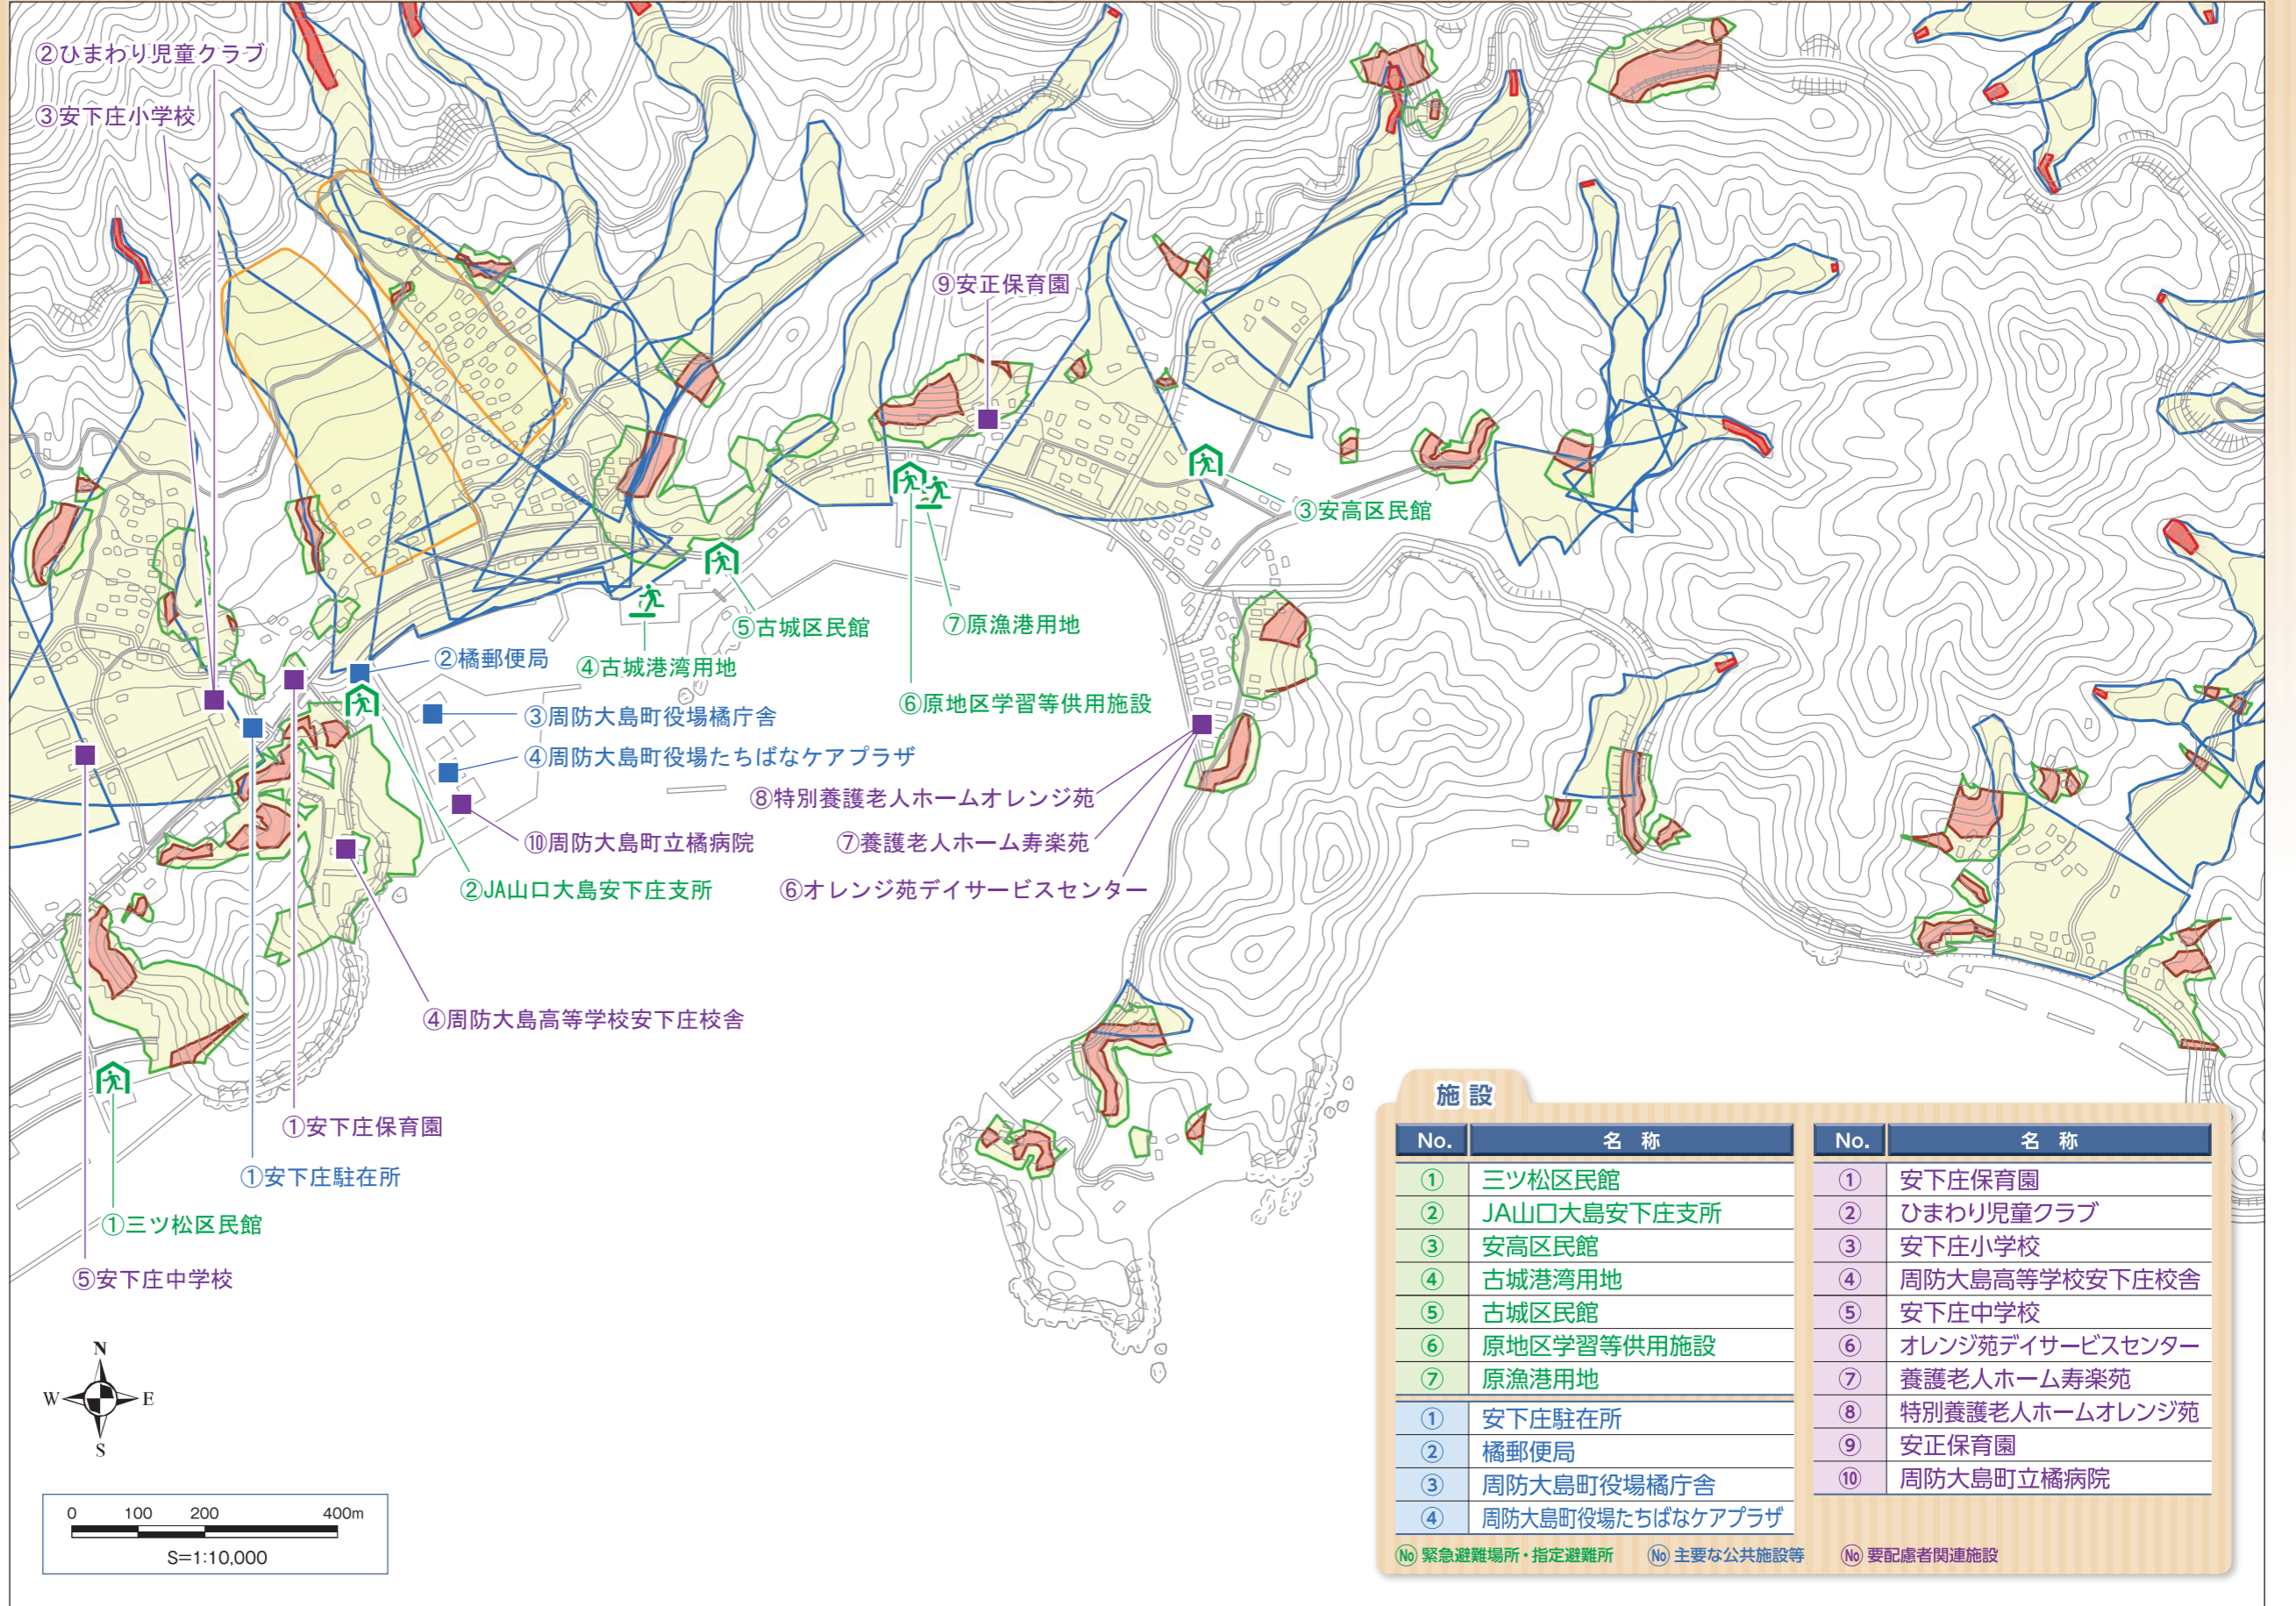 ②ひまわり児童クラブ
③安下庄小学校
⑨安正保育園
③安高区民館
⑤古城区民館
⑦原漁港用地
②橘郵便局
④古城港湾用地
⑥原地区学習等供用施設
③周防大島町役場橘庁舎
④周防大島町役場たちばなケアプラザ
⑧特別養護老人ホームオレンジ苑
⑩周防大島町立橘病院
⑦養護老人ホーム寿楽苑
②JA山口大島安下庄支所
⑥オレンジ苑デイサービスセンター
④周防大島高等学校安下庄校舎
①安下庄保育園
①安下庄駐在所
①三ツ松区民館
⑤安下庄中学校
N
W E
S
0 100 200 400m
S=1:10,000
施設
No. 名称
① 三ツ松区民館
② JA山口大島安下庄支所
③ 安高区民館
④ 古城港湾用地
⑤ 古城区民館
⑥ 原地区学習等供用施設
⑦ 原漁港用地
① 安下庄駐在所
② 橘郵便局
③ 周防大島町役場橘庁舎
④ 周防大島町役場たちばなケアプラザ
No. 名称
① 安下庄保育園
② ひまわり児童クラブ
③ 安下庄小学校
④ 周防大島高等学校安下庄校舎
⑤ 安下庄中学校
⑥ オレンジ苑デイサービスセンター
⑦ 養護老人ホーム寿楽苑
⑧ 特別養護老人ホームオレンジ苑
⑨ 安正保育園
⑩ 周防大島町立橘病院
No 緊急避難場所・指定避難所 No 主要な公共施設等 No 要配慮者関連施設